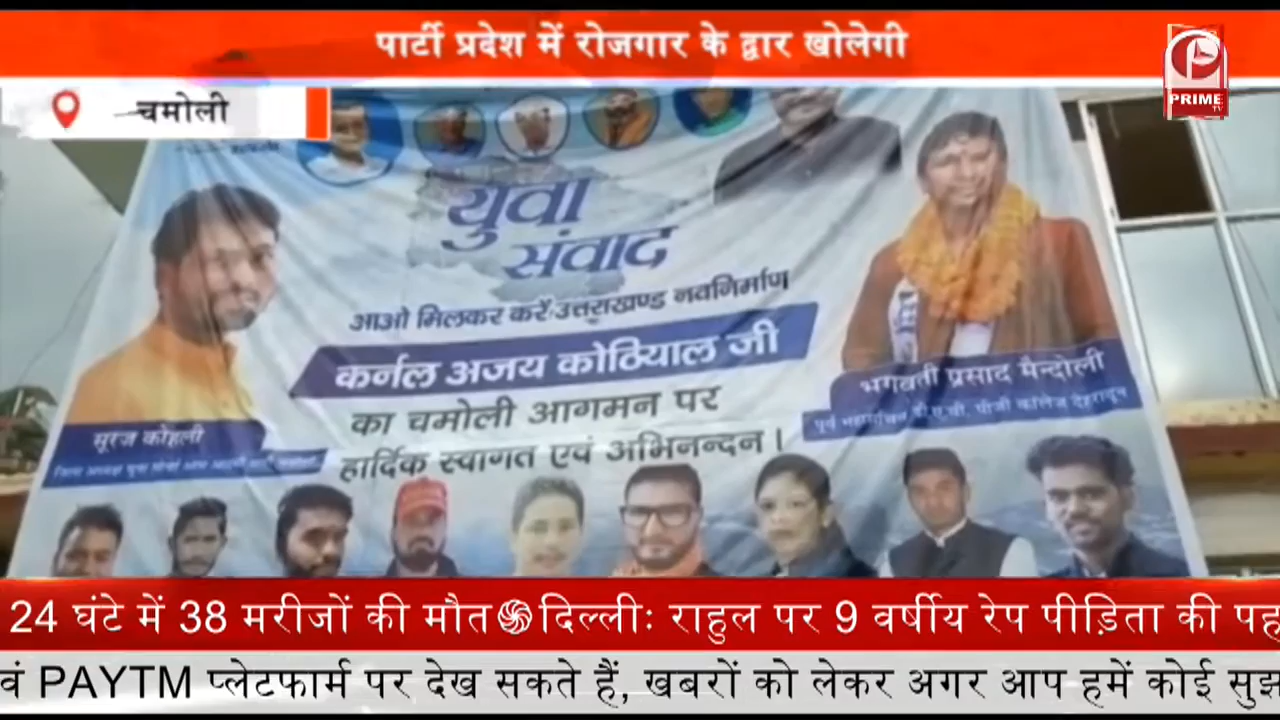 पार्टी प्रदेश में रोजगार के द्वार खोलेगी
PRIME
TV
चमोली
युवा
संवाद
आओ मिलकर करें उत्तराखण्ड नवनिर्माण
कर्नल अजय कोठियाल जी
का चमोली आगमन पर
हार्दिक स्वागत एवं अभिनन्दन।
सूरज कोहली
भगवती प्रसाद मैन्दोली
24 घंटे में 38 मरीजों की मौत दिल्लीः राहुल पर 9 वर्षीय रेप पीड़िता की पह
वं PAYTM प्लेटफार्म पर देख सकते हैं, खबरों को लेकर अगर आप हमें कोई सुझ